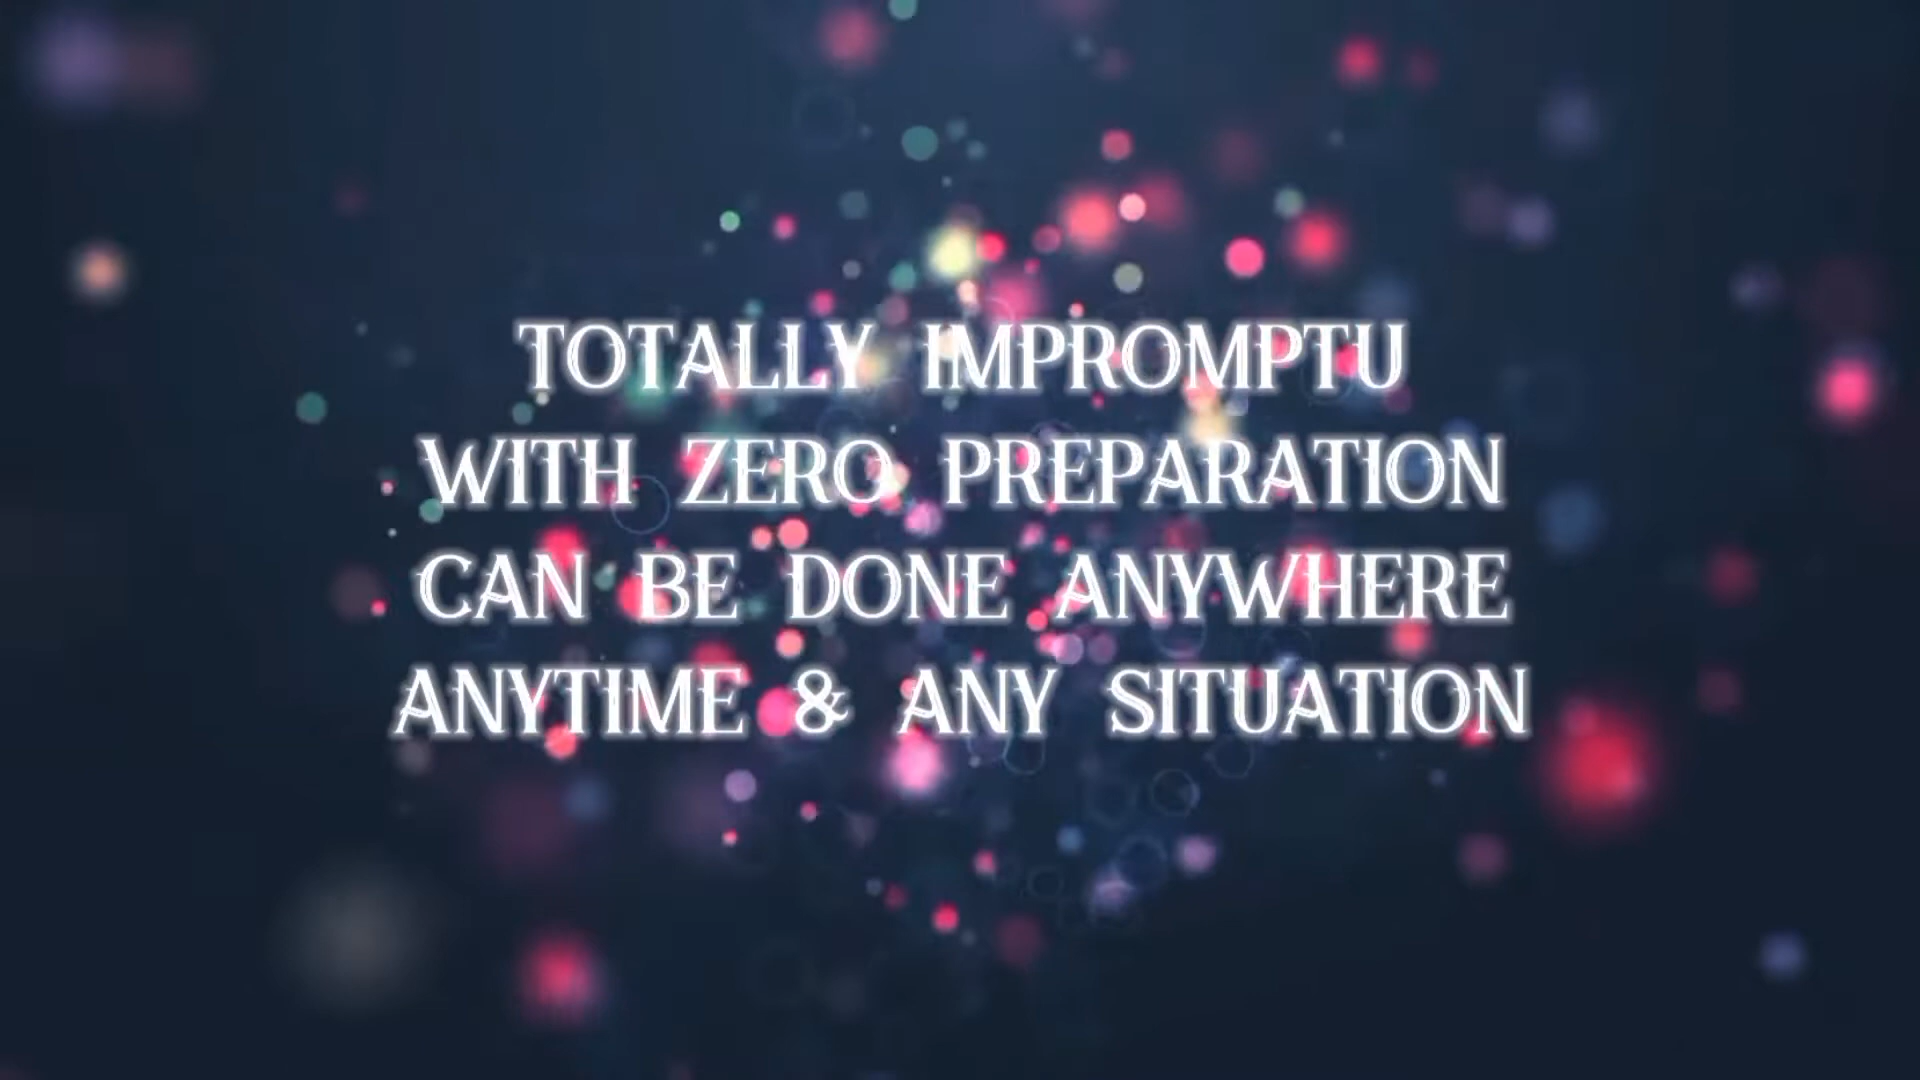 TOTALLY IMPROMPTU
WITH ZERO PREPARATION
CAN BE DONE ANYWHERE
ANYTIME & ANY SITUATION